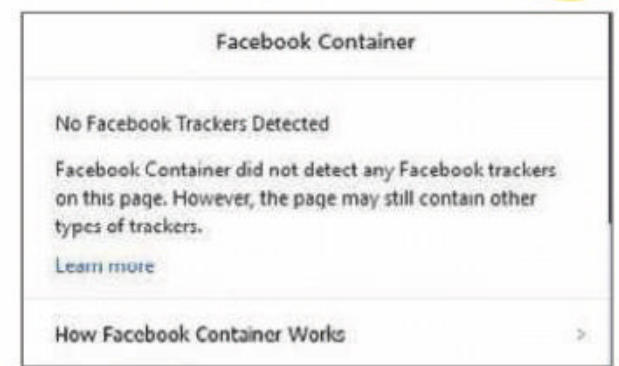 Facebook Container
No Facebook Trackers Detected
Facebook Container did not detect any Facebook trackers
on this page. However, the page may still contain other
types of trackers.
Learn more
How Facebook Container Works